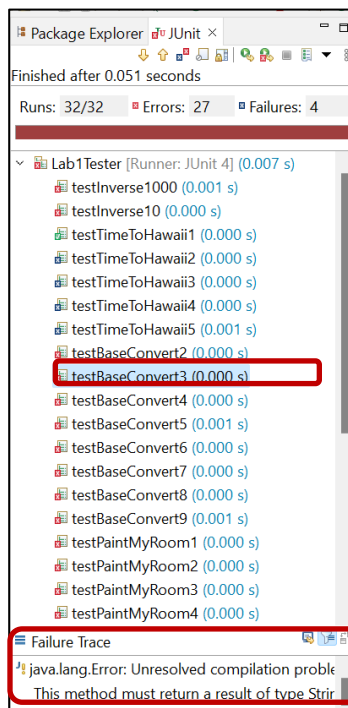 Package Explorer JUnit ×
Finished after 0.051 seconds
Runs: 32/32 Errors: 27 Failures: 4
Lab1Tester [Runner: JUnit 4] (0.007 s)
testInverse1000 (0.001 s)
testInverse10 (0.000 s)
testTimeToHawaii1 (0.000 s)
testTimeToHawaii2 (0.000 s)
testTimeToHawaii3 (0.000 s)
testTimeToHawaii4 (0.000 s)
testTimeToHawaii5 (0.001 s)
testBaseConvert2 (0.000 s)
testBaseConvert3 (0.000 s)
testBaseConvert4 (0.000 s)
testBaseConvert5 (0.001 s)
testBaseConvert6 (0.000 s)
testBaseConvert7 (0.000 s)
testBaseConvert8 (0.000 s)
testBaseConvert9 (0.001 s)
testPaintMyRoom1 (0.000 s)
testPaintMyRoom2 (0.000 s)
testPaintMyRoom3 (0.000 s)
testPaintMyRoom4 (0.000 s)
Failure Trace
java.lang.Error: Unresolved compilation proble
This method must return a result of type Strir